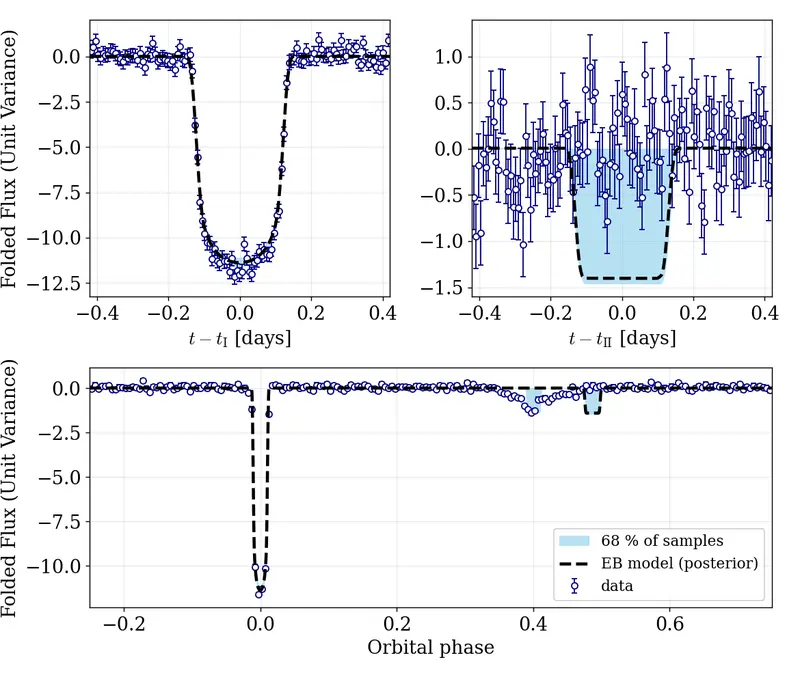 Folded Flux (Unit Variance)
0.0
−2.5
−5.0
−7.5
−10.0
−12.5
−0.4 −0.2 0.0 0.2 0.4
t − tI [days]
1.0
0.5
0.0
−0.5
−1.0
−1.5
−0.4 −0.2 0.0 0.2 0.4
t − tII [days]
Folded Flux (Unit Variance)
0.0
−2.5
−5.0
−7.5
−10.0
68 % of samples
EB model (posterior)
data
−0.2 0.0 0.2 0.4 0.6
Orbital phase